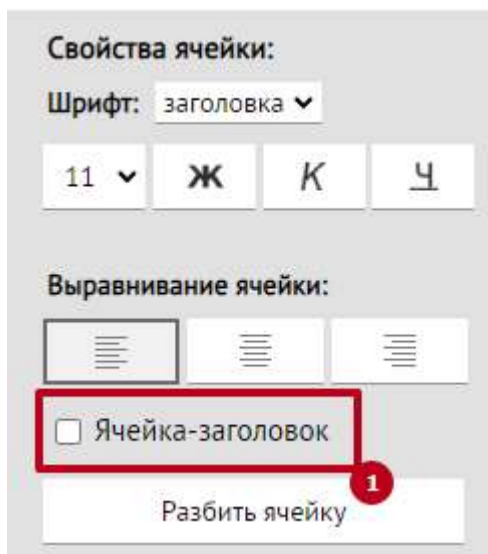 Свойства ячейки:
Шрифт: заголовка
11 Ж К Ч
Выравнивание ячейки:
Ячейка-заголовок
1
Разбить ячейку